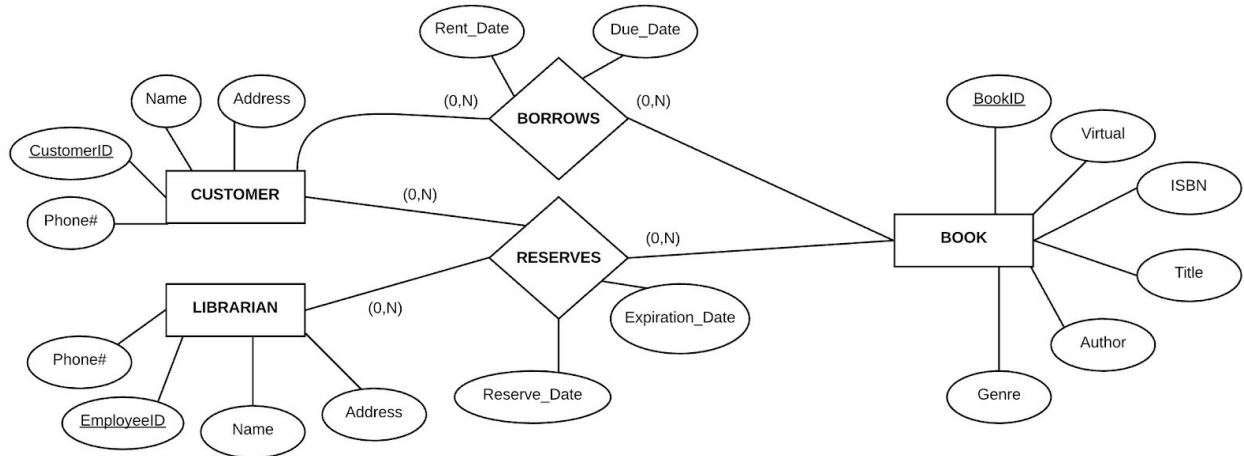 Rent_Date
Due_Date
Name
Address
(0,N)
(0,N)
BORROWS
BookID
Virtual
CustomerID
ISBN
CUSTOMER
(0,N)
Phone#
(0,N)
BOOK
RESERVES
Title
LIBRARIAN
(0,N)
Expiration_Date
Author
Phone#
Reserve_Date
Genre
EmployeeID
Name
Address